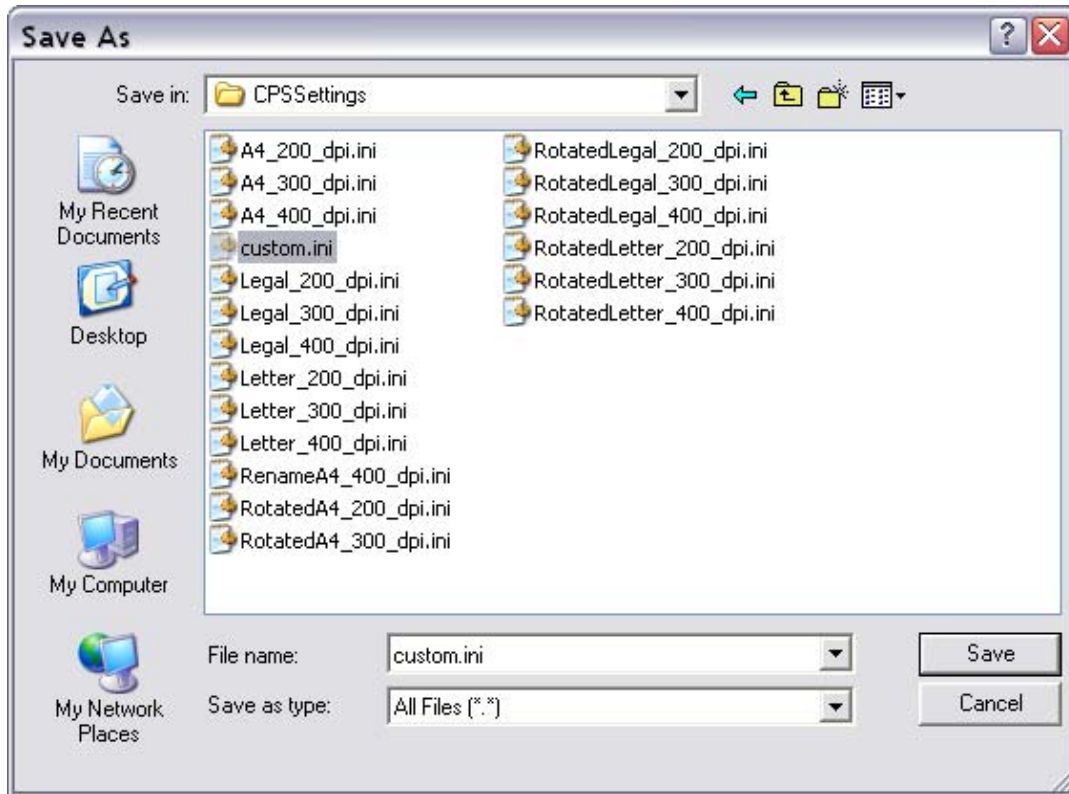 Save As
Save in:
CPSSettings
My Recent
Documents
Desktop
My Documents
My Computer
My Network
Places
A4_200_dpi.ini
A4_300_dpi.ini
A4_400_dpi.ini
custom.ini
Legal_200_dpi.ini
Legal_300_dpi.ini
Legal_400_dpi.ini
Letter_200_dpi.ini
Letter_300_dpi.ini
Letter_400_dpi.ini
RenameA4_400_dpi.ini
RotatedA4_200_dpi.ini
RotatedA4_300_dpi.ini
RotatedLegal_200_dpi.ini
RotatedLegal_300_dpi.ini
RotatedLegal_400_dpi.ini
RotatedLetter_200_dpi.ini
RotatedLetter_300_dpi.ini
RotatedLetter_400_dpi.ini
File name:
custom.ini
Save
Save as type:
All Files (*.*)
Cancel